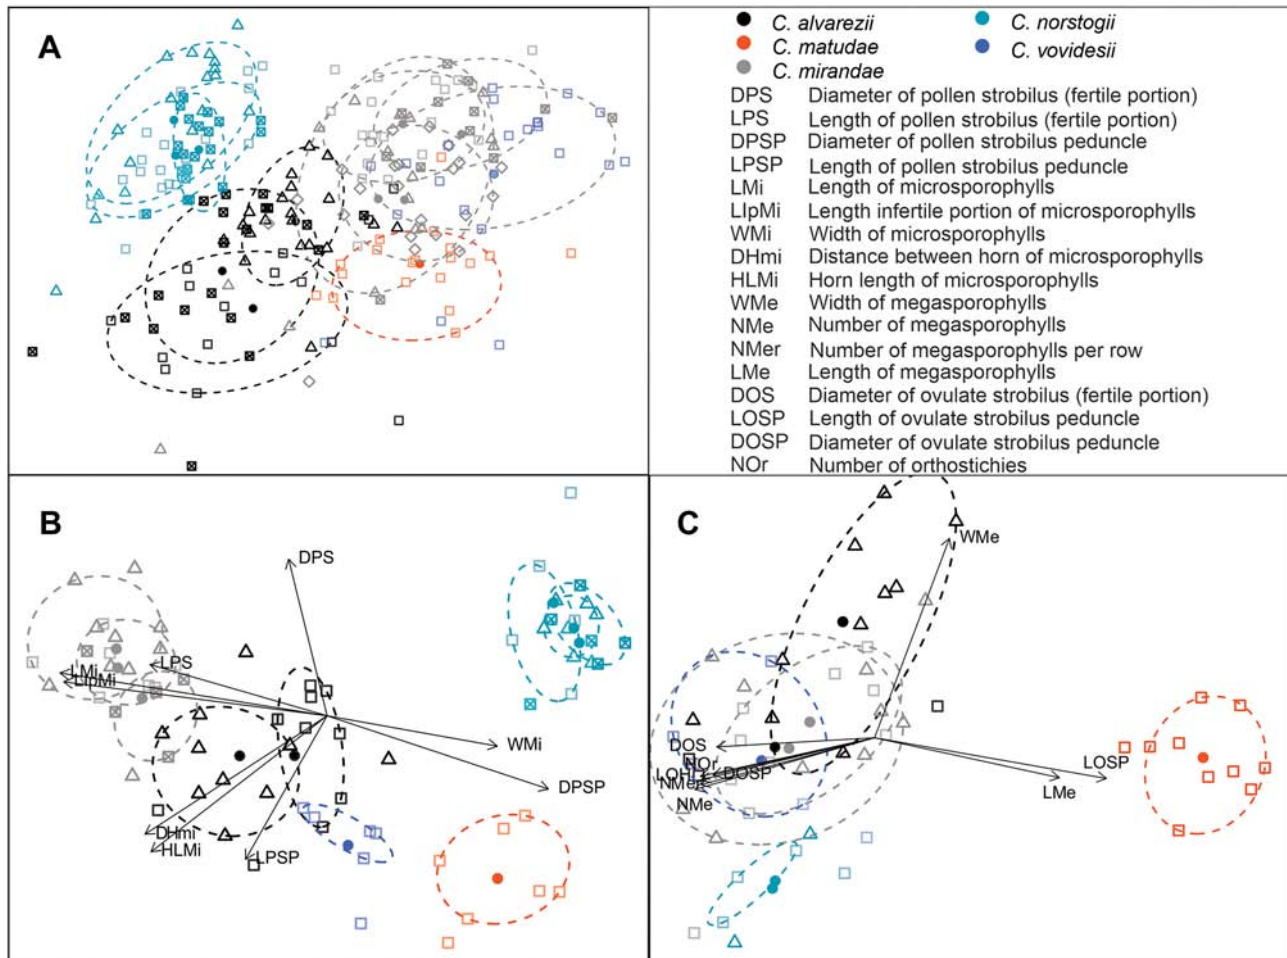 A
C. alvarezii
C. norstogii
C. matudae
C. vovidesii
C. mirandae
DPS Diameter of pollen strobilus (fertile portion)
LPS Length of pollen strobilus (fertile portion)
DPSP Diameter of pollen strobilus peduncle
LPSP Length of pollen strobilus peduncle
LMi Length of microsporophylls
LIpMi Length infertile portion of microsporophylls
WMi Width of microsporophylls
DHmi Distance between horn of microsporophylls
HLMi Horn length of microsporophylls
WMe Width of megasporophylls
NMe Number of megasporophylls
NMer Number of megasporophylls per row
LMe Length of megasporophylls
DOS Diameter of ovulate strobilus (fertile portion)
LOSP Length of ovulate strobilus peduncle
DOSP Diameter of ovulate strobilus peduncle
NOr Number of orthostichies
B
DPS
LPS
LMi
LIpMi
WMi
DPSP
DHmi
HLMi
LPSP
C
WMe
DOS
NOr
DOSP
LOSP
LMe
NMe